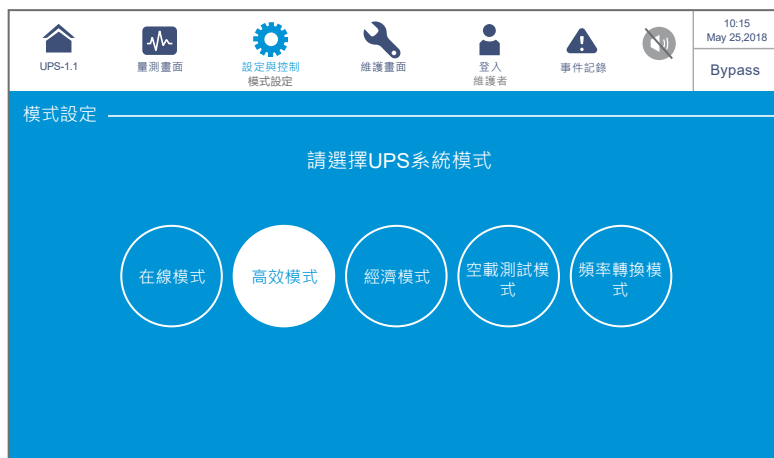 UPS-1.1
量測畫面
設定與控制
模式設定
維護畫面
登入
維護者
事件記錄
10:15
May 25,2018
Bypass
模式設定
請選擇UPS系統模式
在線模式
高效模式
經濟模式
空載測試模
式
頻率轉換模
式